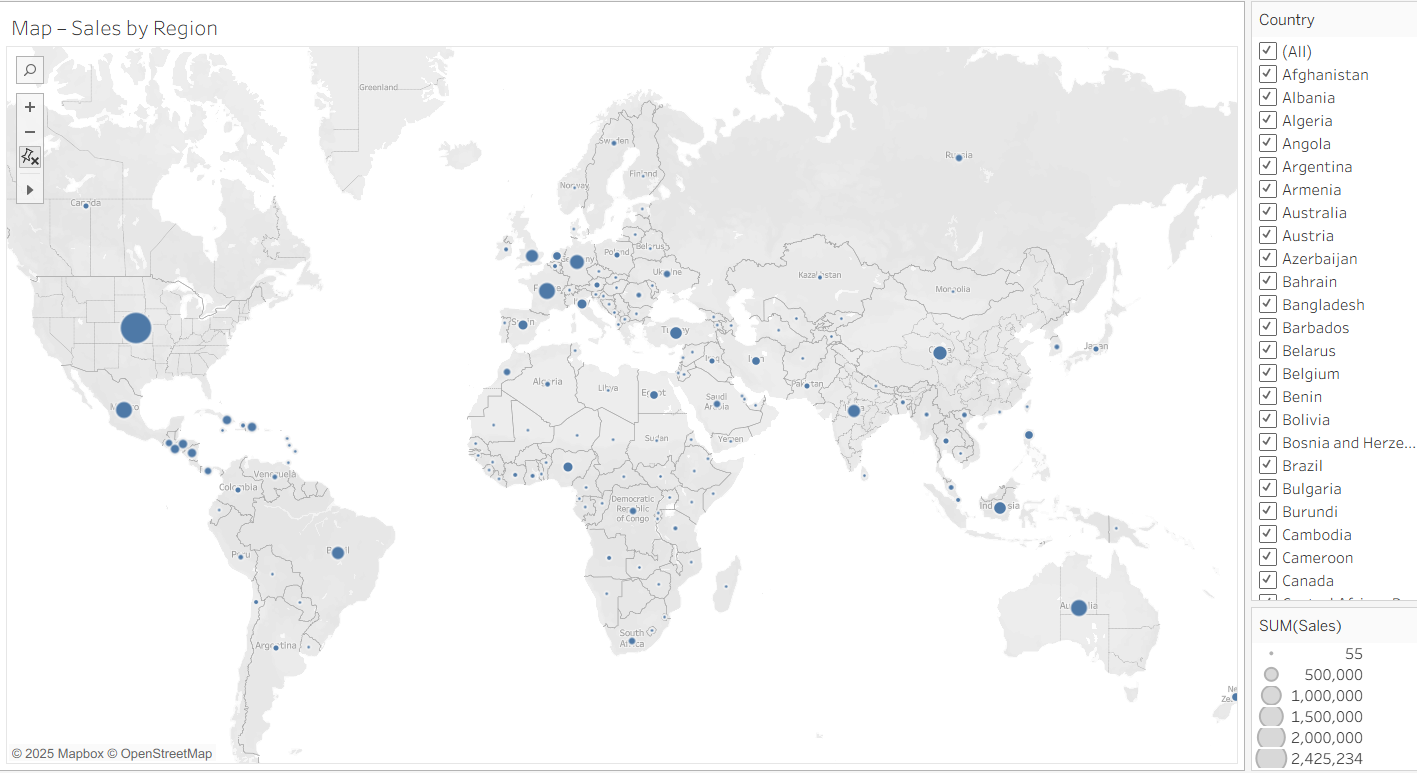 Map – Sales by Region
Country
(All)
Afghanistan
Albania
Algeria
Angola
Argentina
Armenia
Australia
Austria
Azerbaijan
Bahrain
Bangladesh
Barbados
Belarus
Belgium
Benin
Bolivia
Bosnia and Herze...
Brazil
Bulgaria
Burundi
Cambodia
Cameroon
Canada
SUM(Sales)
55
500,000
1,000,000
1,500,000
2,000,000
2,425,234
Greenland
Sweden
Russia
Finland
Norway
Canada
Belarus
Poland
Ukraine
Kazakhstan
Mongolia
Spain
Turkey
Japan
Iraq
Iran
Algeria
Libya
Egypt
Pakistan
Saudi
Arabia
Mexico
Sudan
Yemen
Venezuela
Colombia
Democratic
Republic
of Congo
Indonesia
Peru
Brazil
Australia
South
Africa
Argentina
© 2025 Mapbox © OpenStreetMap